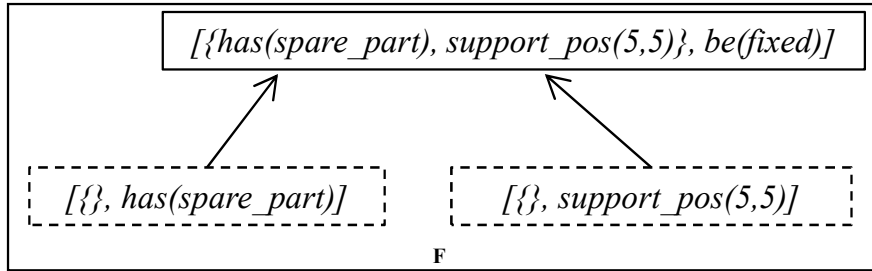 [{has(spare_part), support_pos(5,5)}, be(fixed)]
[{}, has(spare_part)]
[{}, support_pos(5,5)]
F